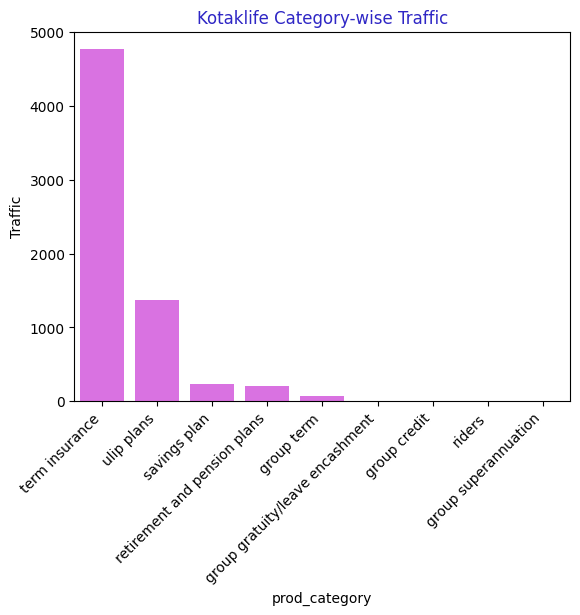 Kotaklife Category-wise Traffic
5000
4000
3000
2000
1000
0
Traffic
term insurance
ulip plans
savings plan
retirement and pension plans
group term
group gratuity/leave encashment
group credit
riders
group superannuation
prod_category